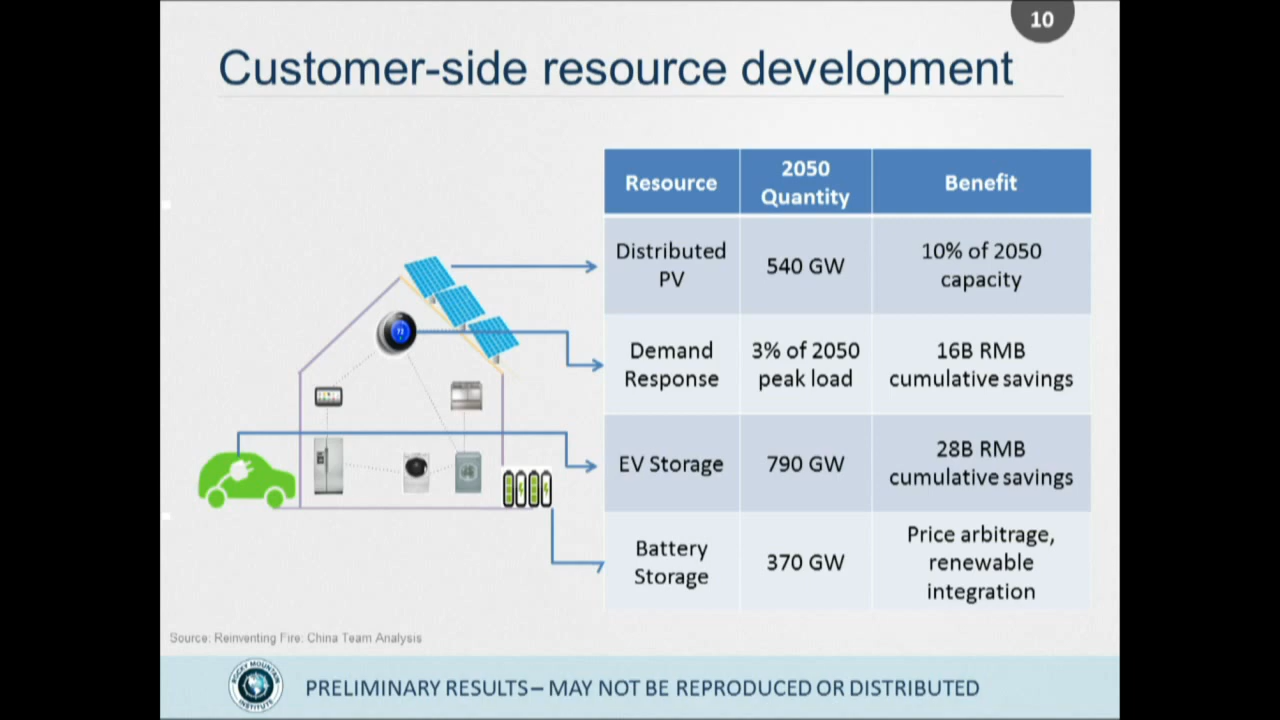 10
Customer-side resource development
Resource
2050
Quantity
Benefit
Distributed
PV
540 GW
10% of 2050
capacity
Demand
Response
3% of 2050
peak load
16B RMB
cumulative savings
EV Storage
790 GW
28B RMB
cumulative savings
Battery
Storage
370 GW
Price arbitrage,
renewable
integration
Source: Reinventing Fire: China Team Analysis
ROCKY MOUNTAIN
INSTITUTE
PRELIMINARY RESULTS – MAY NOT BE REPRODUCED OR DISTRIBUTED